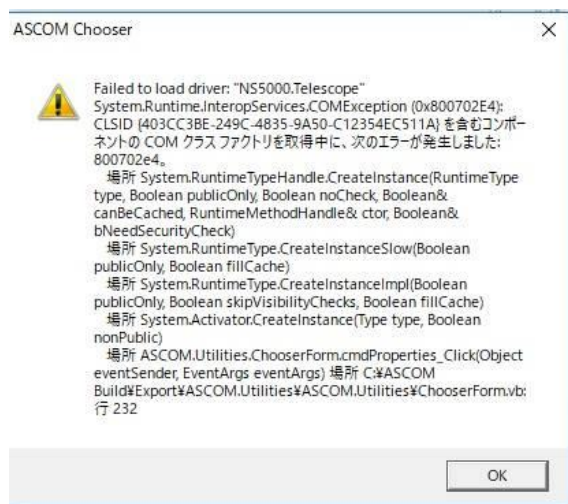 ASCOM Chooser
Failed to load driver: "NS5000.Telescope"
System.Runtime.InteropServices.COMException (0x800702E4):
CLSID {403CC3BE-249C-4835-9A50-C12354EC511A} を含むコンポー
ネントの COM クラス ファクトリを取得中に、次のエラーが発生しました:
800702e4。
場所 System.RuntimeTypeHandle.CreateInstance(RuntimeType
type, Boolean publicOnly, Boolean noCheck, Boolean&
canBeCached, RuntimeMethodHandle& ctor, Boolean&
bNeedSecurityCheck)
場所 System.RuntimeType.CreateInstanceSlow(Boolean
publicOnly, Boolean fillCache)
場所 System.RuntimeType.CreateInstanceImpl(Boolean
publicOnly, Boolean skipVisibilityChecks, Boolean fillCache)
場所 System.Activator.CreateInstance(Type type, Boolean
nonPublic)
場所 ASCOM.Utilities.ChooserForm.cmdProperties_Click(Object
eventSender, EventArgs eventArgs) 場所 C:¥ASCOM
Build¥Export¥ASCOM.Utilities¥ASCOM.Utilities¥ChooserForm.vb:
行 232
OK